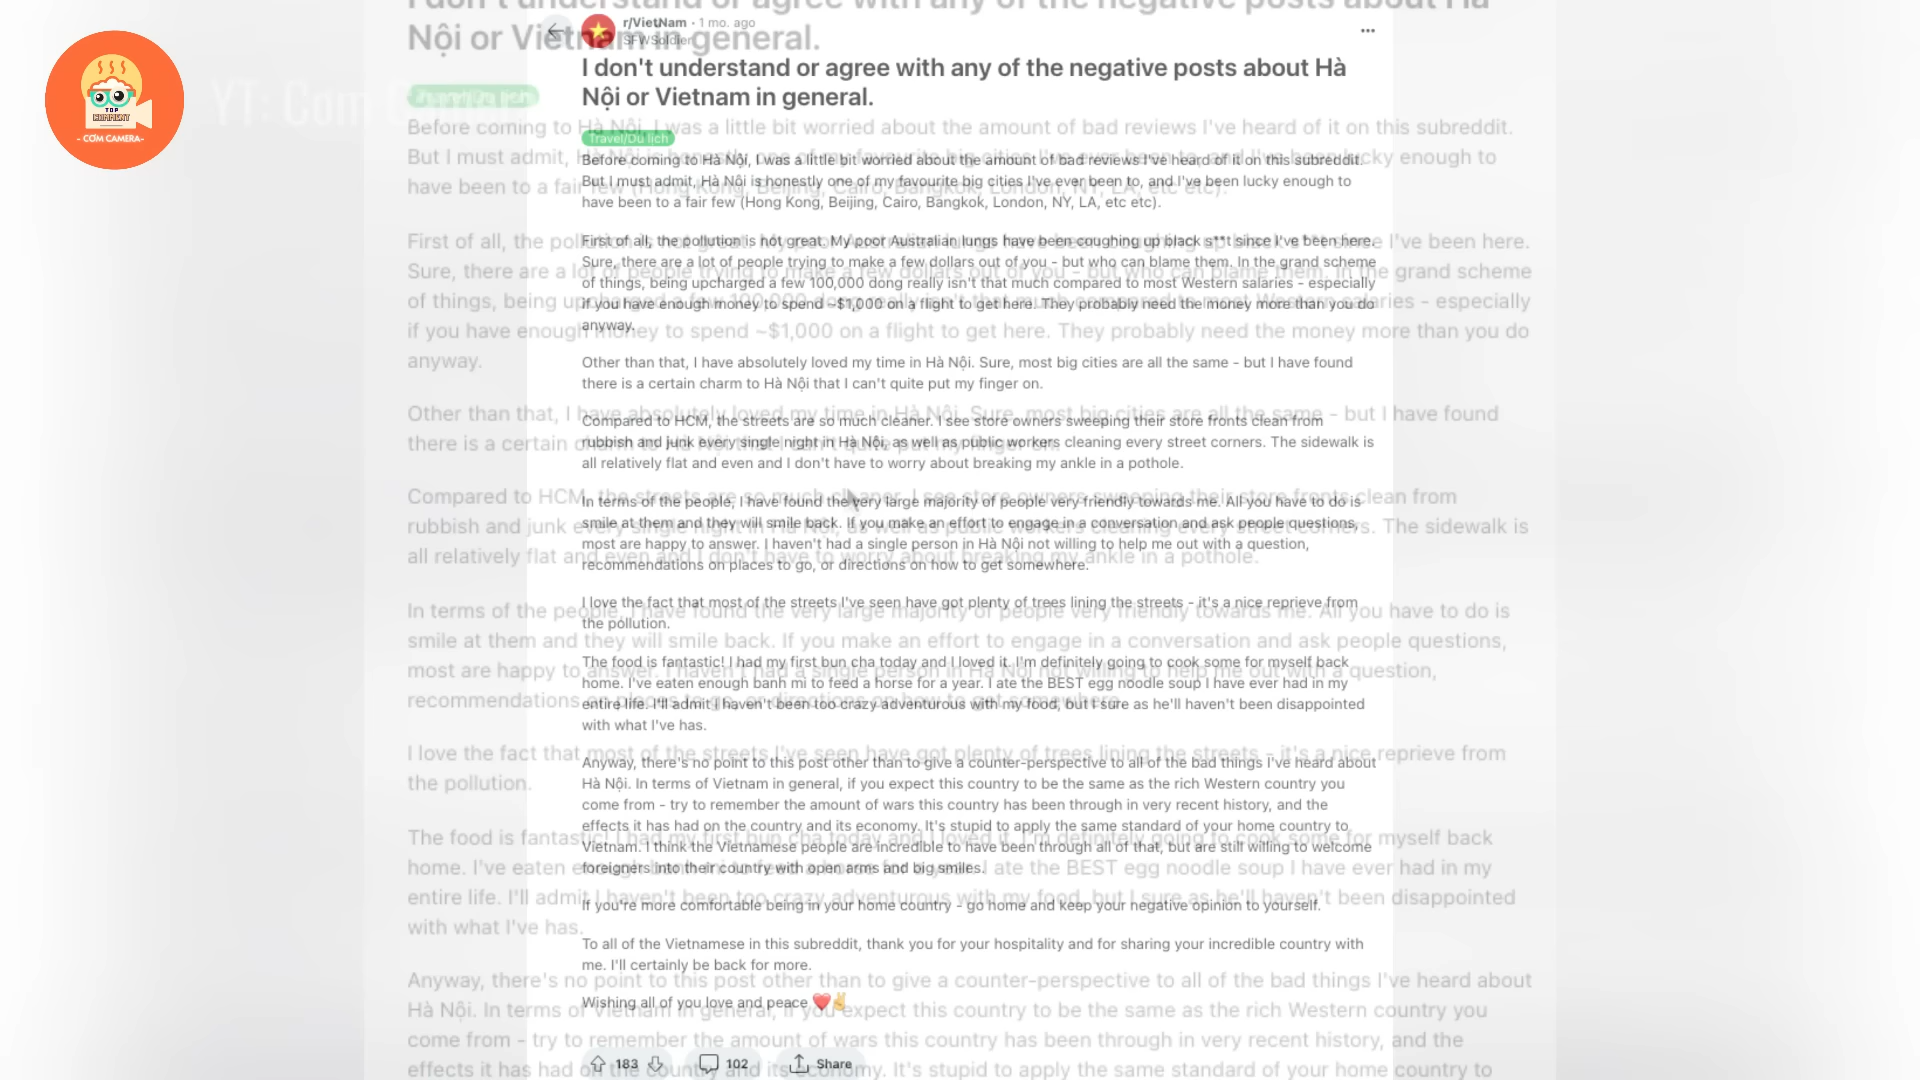 TOP
COMMENT
- CƠM CAMERA-
r/VietNam • 1 mo. ago
SFWSoldier
I don't understand or agree with any of the negative posts about Hà
Nội or Vietnam in general.
Travel/Du lịch
Before coming to Hà Nội, I was a little bit worried about the amount of bad reviews I've heard of it on this subreddit.
But I must admit, Hà Nội is honestly one of my favourite big cities I've ever been to, and I've been lucky enough to
have been to a fair few (Hong Kong, Beijing, Cairo, Bangkok, London, NY, LA, etc etc).
First of all, the pollution is not great. My poor Australian lungs have been coughing up black s**t since I've been here.
Sure, there are a lot of people trying to make a few dollars out of you - but who can blame them. In the grand scheme
of things, being upcharged a few 100,000 dong really isn't that much compared to most Western salaries - especially
if you have enough money to spend ~$1,000 on a flight to get here. They probably need the money more than you do
anyway.
Other than that, I have absolutely loved my time in Hà Nội. Sure, most big cities are all the same - but I have found
there is a certain charm to Hà Nội that I can't quite put my finger on.
Compared to HCM, the streets are so much cleaner. I see store owners sweeping their store fronts clean from
rubbish and junk every single night in Hà Nội, as well as public workers cleaning every street corners. The sidewalk is
all relatively flat and even and I don't have to worry about breaking my ankle in a pothole.
In terms of the people, I have found the very large majority of people very friendly towards me. All you have to do is
smile at them and they will smile back. If you make an effort to engage in a conversation and ask people questions,
most are happy to answer. I haven't had a single person in Hà Nội not willing to help me out with a question,
recommendations on places to go, or directions on how to get somewhere.
I love the fact that most of the streets I've seen have got plenty of trees lining the streets - it's a nice reprieve from
the pollution.
The food is fantastic! I had my first bun cha today and I loved it. I'm definitely going to cook some for myself back
home. I've eaten enough banh mi to feed a horse for a year. I ate the BEST egg noodle soup I have ever had in my
entire life. I'll admit I haven't been too crazy adventurous with my food, but I sure as he'll haven't been disappointed
with what I've has.
Anyway, there's no point to this post other than to give a counter-perspective to all of the bad things I've heard about
Hà Nội. In terms of Vietnam in general, if you expect this country to be the same as the rich Western country you
come from - try to remember the amount of wars this country has been through in very recent history, and the
effects it has had on the country and its economy. It's stupid to apply the same standard of your home country to
Vietnam. I think the Vietnamese people are incredible to have been through all of that, but are still willing to welcome
foreigners into their country with open arms and big smiles.
If you're more comfortable being in your home country - go home and keep your negative opinion to yourself.
To all of the Vietnamese in this subreddit, thank you for your hospitality and for sharing your incredible country with
me. I'll certainly be back for more.
Wishing all of you love and peace ❤️✌️
183 102 Share